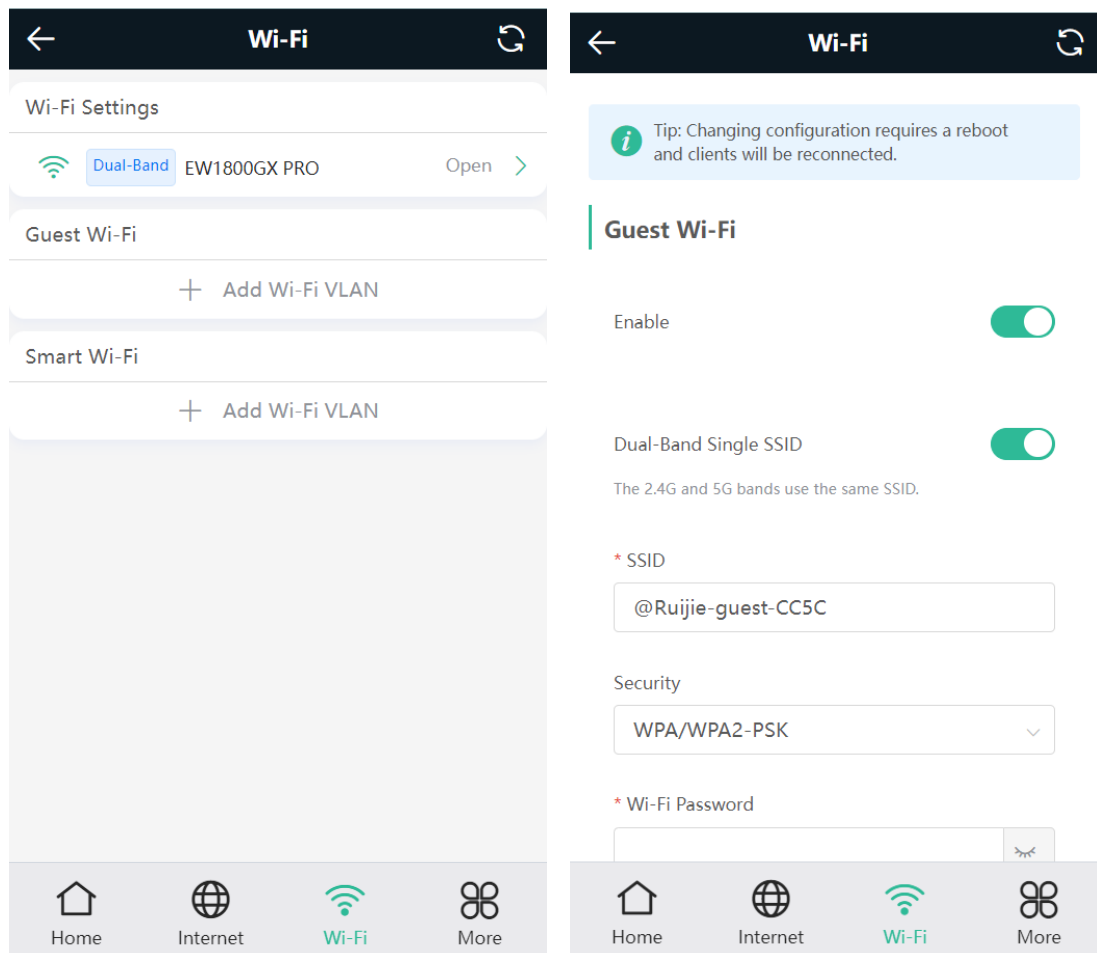 Wi-Fi
Wi-Fi Settings
Dual-Band EW1800GX PRO Open
Guest Wi-Fi
Add Wi-Fi VLAN
Smart Wi-Fi
Add Wi-Fi VLAN
Home Internet Wi-Fi More
Wi-Fi
Tip: Changing configuration requires a reboot
and clients will be reconnected.
Guest Wi-Fi
Enable
Dual-Band Single SSID
The 2.4G and 5G bands use the same SSID.
* SSID
@Ruijie-guest-CC5C
Security
WPA/WPA2-PSK
* Wi-Fi Password
Home Internet Wi-Fi More